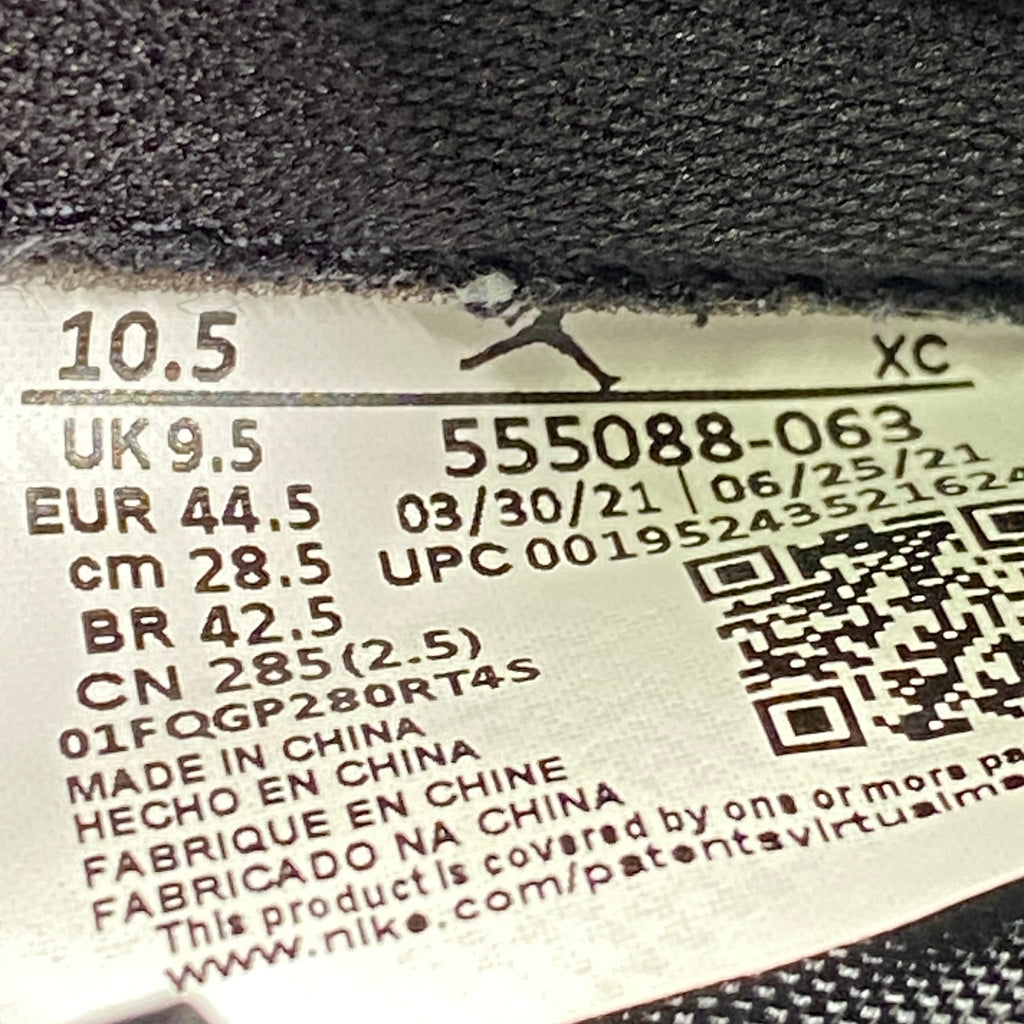 10.5 XC
UK 9.5 555088-063
EUR 44.5 03/30/21 | 06/25/21
cm 28.5 UPC 00195243521624
BR 42.5
CN 285(2.5)
01FQGP280RT4S
MADE IN CHINA
HECHO EN CHINA
FABRIQUE EN CHINE
FABRICADO NA CHINA
This product is covered by one or more
www.nike.com/patentsvirtualma